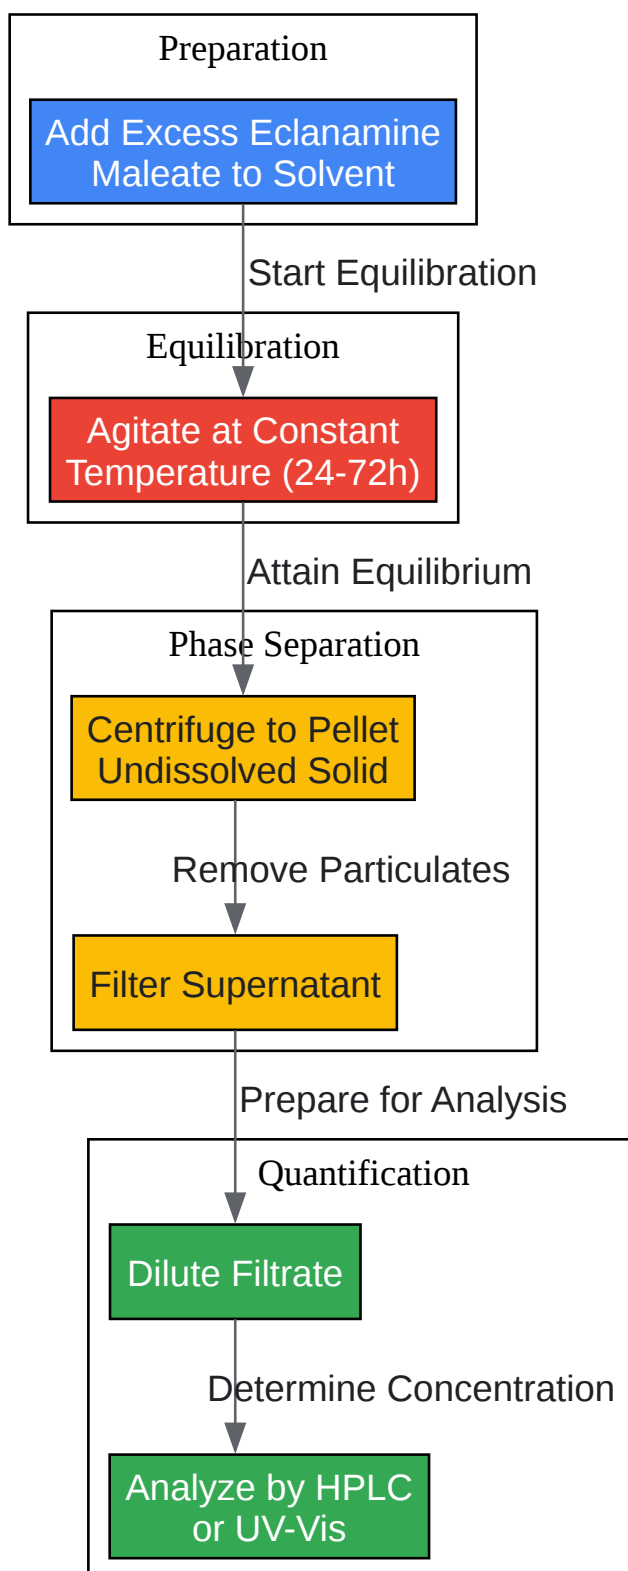 Preparation
Add Excess Eclanamine
Maleate to Solvent
Start Equilibration
Equilibration
Agitate at Constant
Temperature (24-72h)
Attain Equilibrium
Phase Separation
Centrifuge to Pellet
Undissolved Solid
Remove Particulates
Filter Supernatant
Prepare for Analysis
Quantification
Dilute Filtrate
Determine Concentration
Analyze by HPLC
or UV-Vis